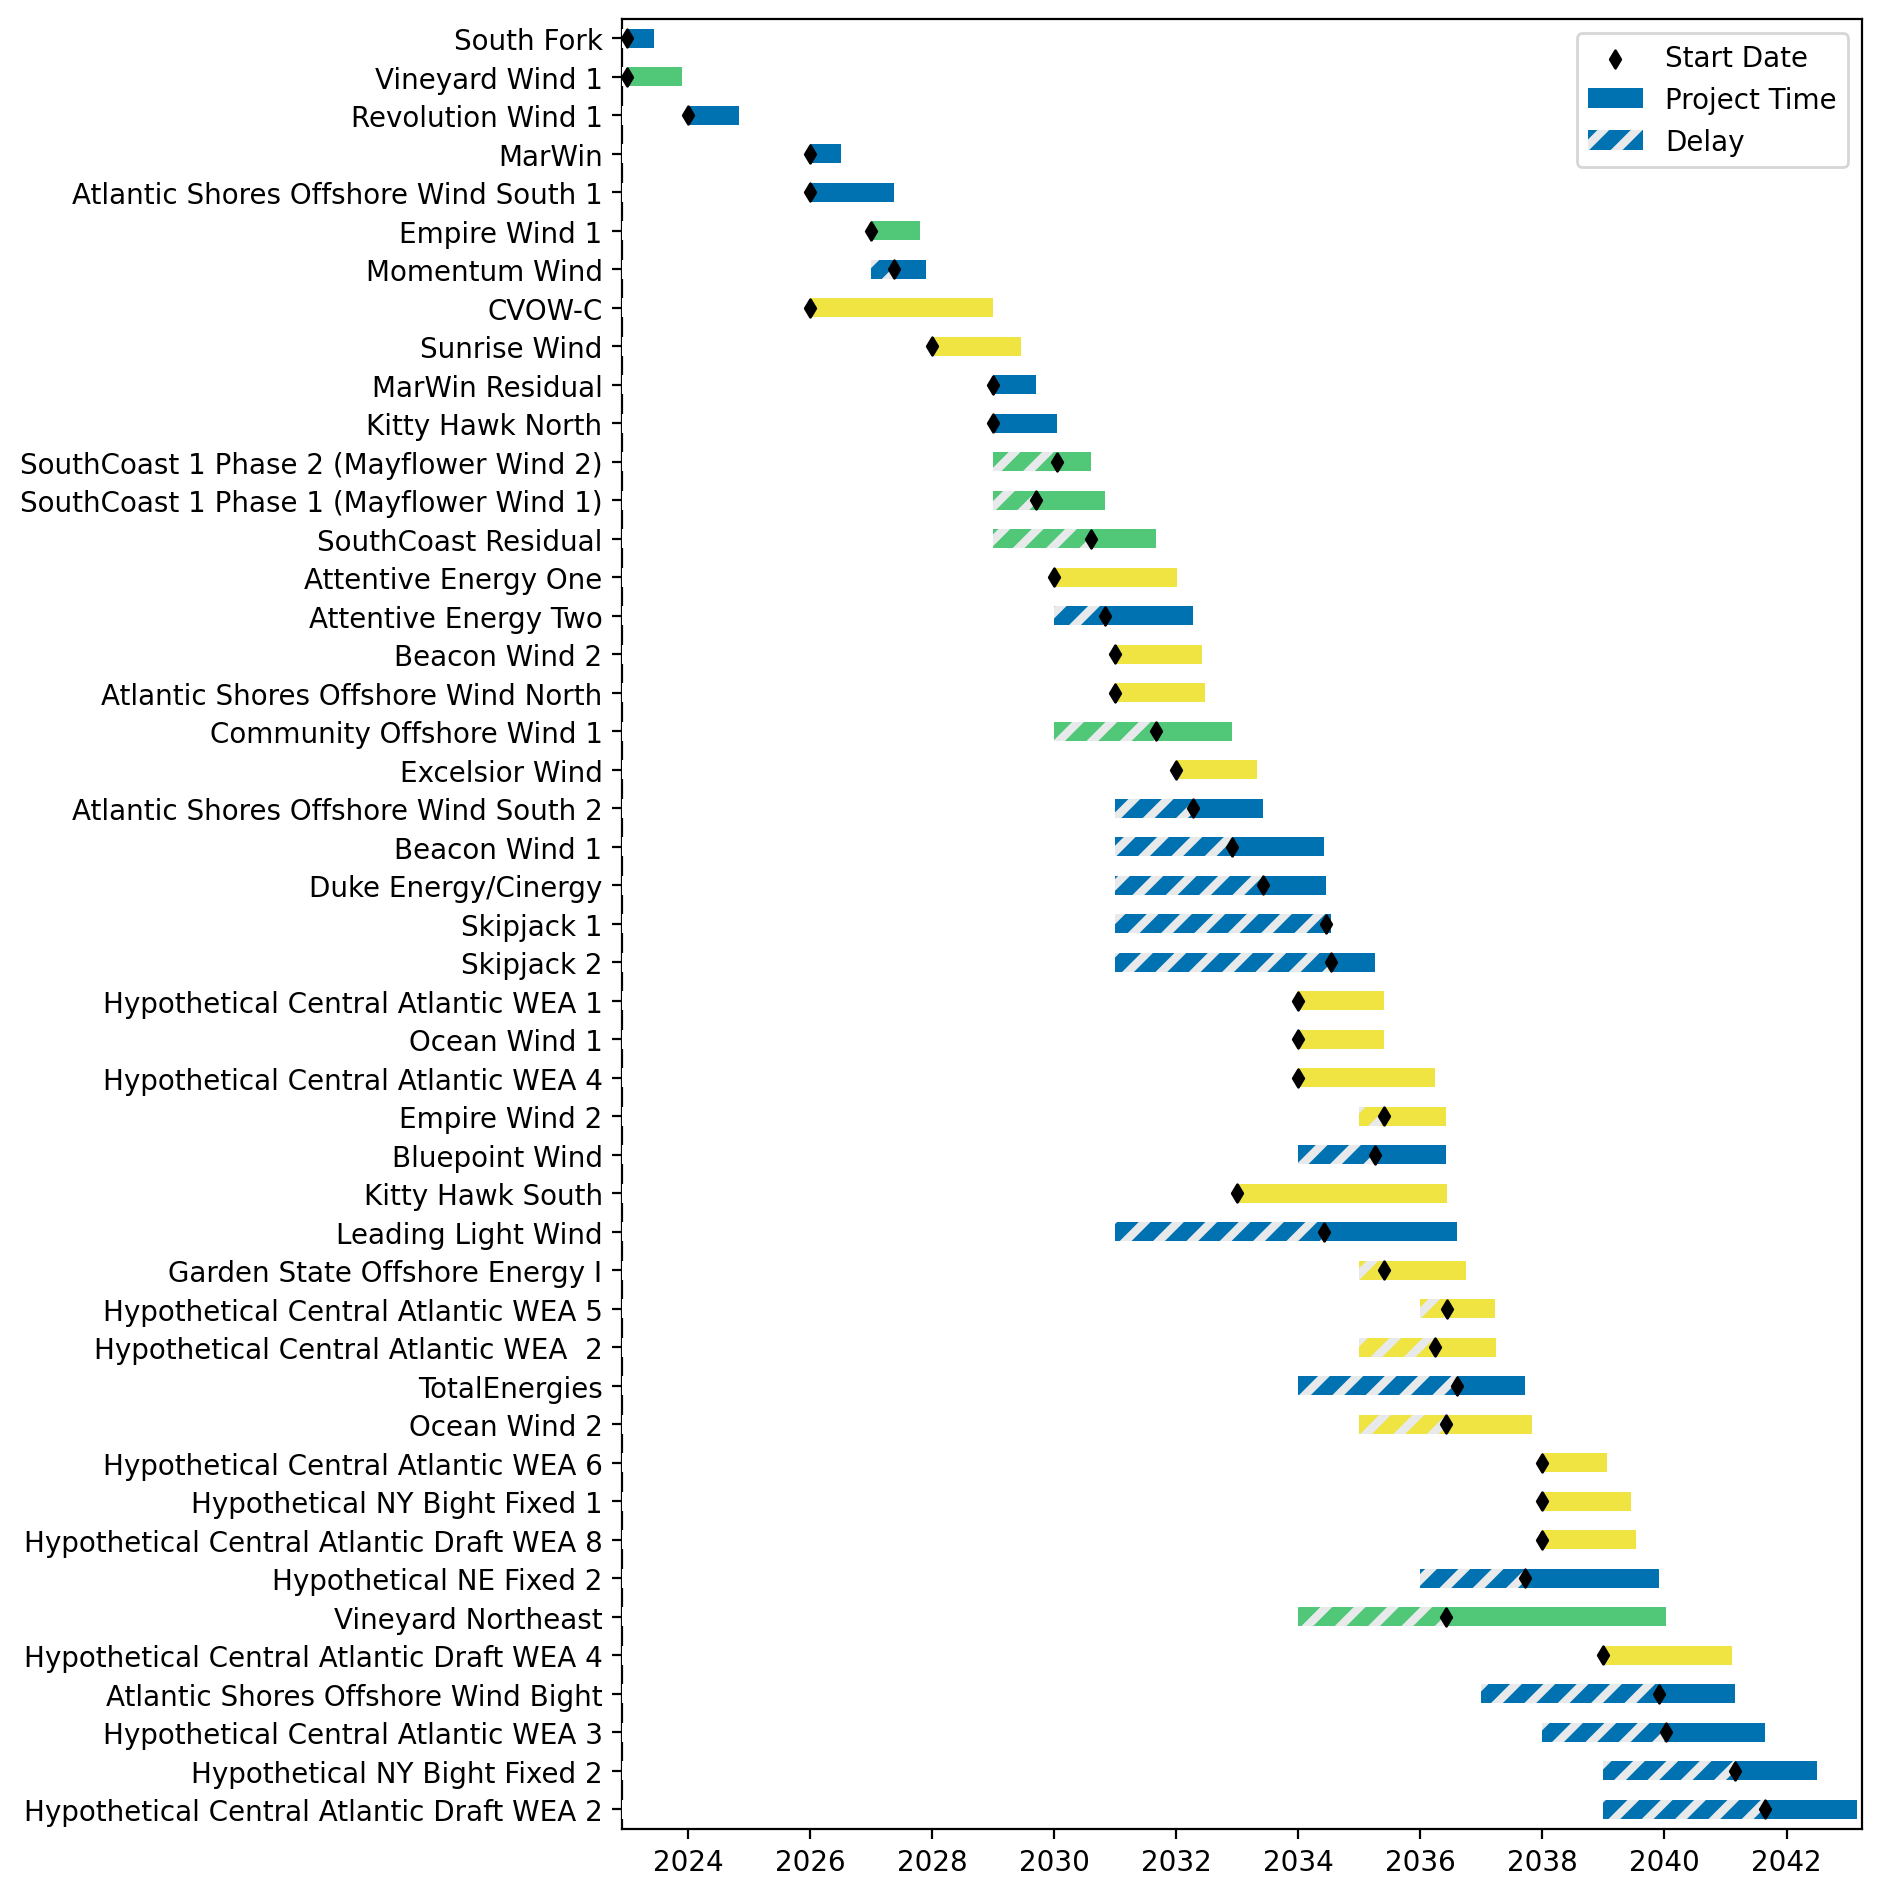 South Fork
Vineyard Wind 1
Revolution Wind 1
MarWin
Atlantic Shores Offshore Wind South 1
Empire Wind 1
Momentum Wind
CVOW-C
Sunrise Wind
MarWin Residual
Kitty Hawk North
SouthCoast 1 Phase 2 (Mayflower Wind 2)
SouthCoast 1 Phase 1 (Mayflower Wind 1)
SouthCoast Residual
Attentive Energy One
Attentive Energy Two
Beacon Wind 2
Atlantic Shores Offshore Wind North
Community Offshore Wind 1
Excelsior Wind
Atlantic Shores Offshore Wind South 2
Beacon Wind 1
Duke Energy/Cinergy
Skipjack 1
Skipjack 2
Hypothetical Central Atlantic WEA 1
Ocean Wind 1
Hypothetical Central Atlantic WEA 4
Empire Wind 2
Bluepoint Wind
Kitty Hawk South
Leading Light Wind
Garden State Offshore Energy I
Hypothetical Central Atlantic WEA 5
Hypothetical Central Atlantic WEA  2
TotalEnergies
Ocean Wind 2
Hypothetical Central Atlantic WEA 6
Hypothetical NY Bight Fixed 1
Hypothetical Central Atlantic Draft WEA 8
Hypothetical NE Fixed 2
Vineyard Northeast
Hypothetical Central Atlantic Draft WEA 4
Atlantic Shores Offshore Wind Bight
Hypothetical Central Atlantic WEA 3
Hypothetical NY Bight Fixed 2
Hypothetical Central Atlantic Draft WEA 2
Start Date
Project Time
Delay
2024 2026 2028 2030 2032 2034 2036 2038 2040 2042